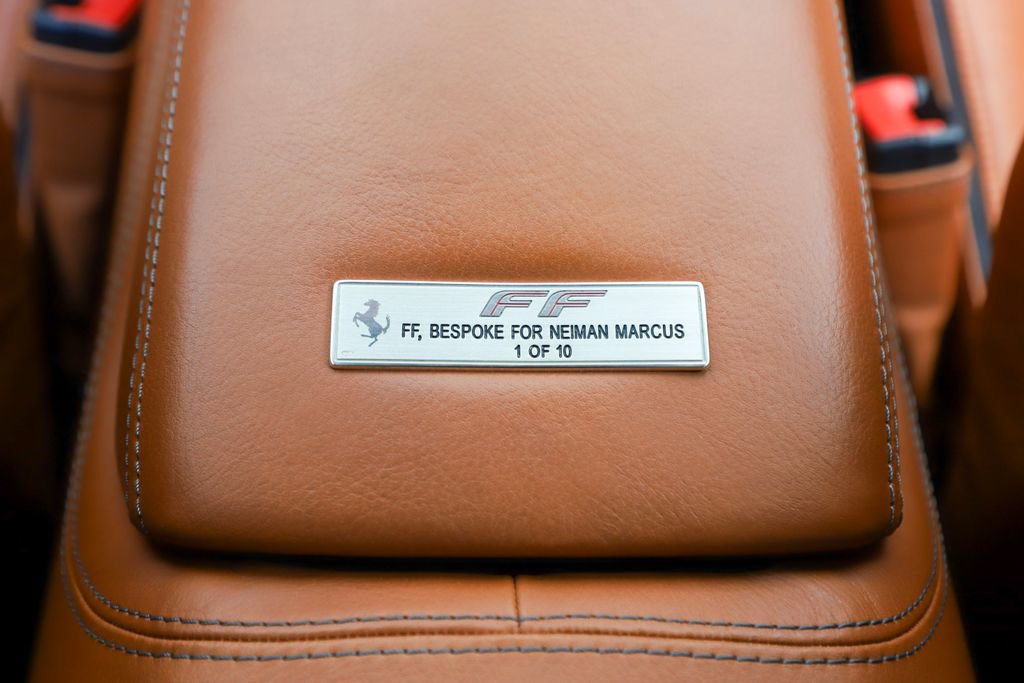 FF
FF, BESPOKE FOR NEIMAN MARCUS
1 OF 10